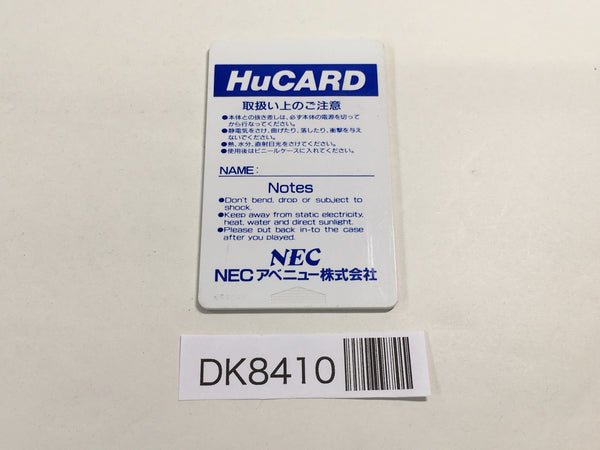 HuCARD
取扱い上のご注意
●本体との抜き差しは、必ず本体の電源を切って
から行なってください。
●静電気をさけ、曲げたり、落したり、衝撃を与え
ないでください。
●熱、水分、直射日光をさけてください。
●使用後はビニールケースに入れてください。
NAME:
Notes
●Don't bend, drop or subject to
shock.
●Keep away from static electricity,
heat, water and direct sunlight.
●Please put back in-to the case
after you played.
NEC
NECアベニュー株式会社
DK8410